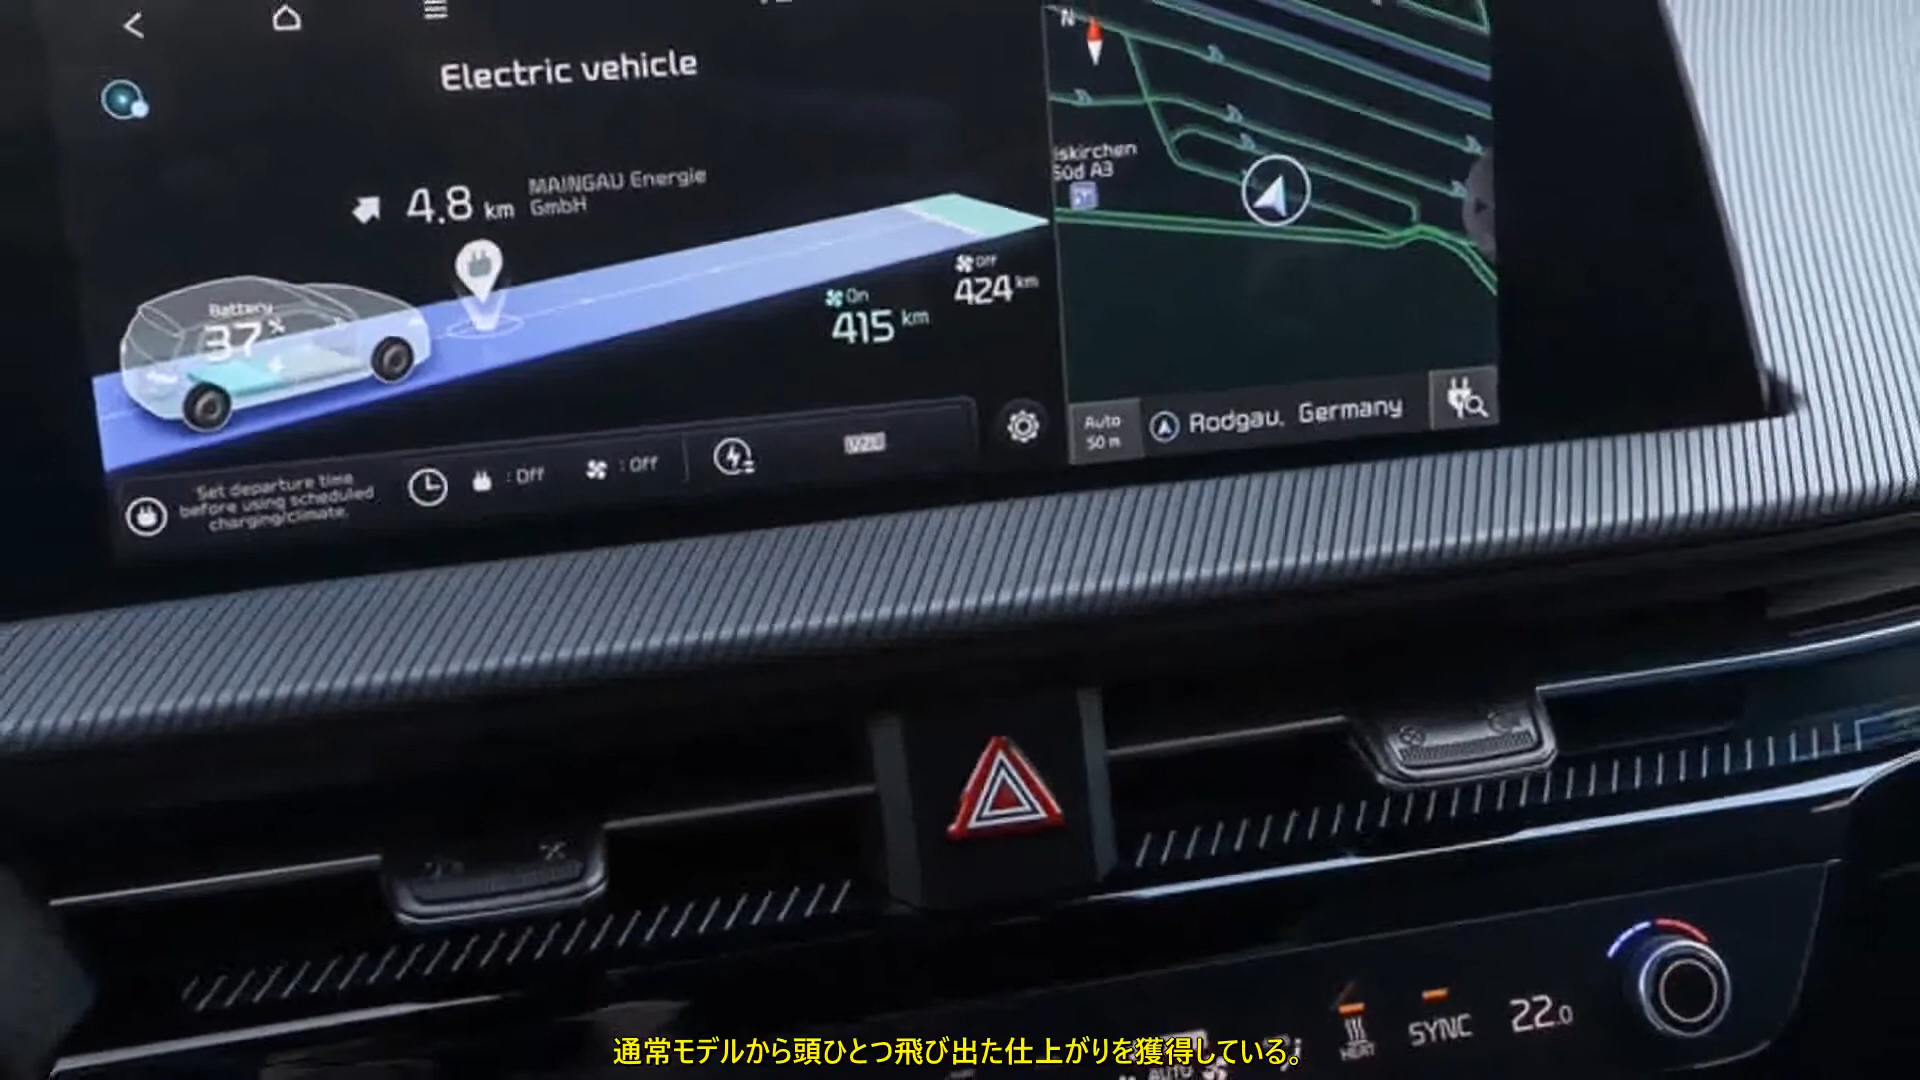 N
Electric vehicle
4.8 km
MAINGAU Energie
GmbH
iskirchen
Süd A3
Battery
37%
Off
424 km
On
415 km
Auto
50 m
Rodgau, Germany
Set departure time
before using scheduled
charging/climate.
: Off
: Off
V2L
HEAT
SYNC
22.0
AUTO
通常モデルから頭ひとつ飛び出た仕上がりを獲得している。